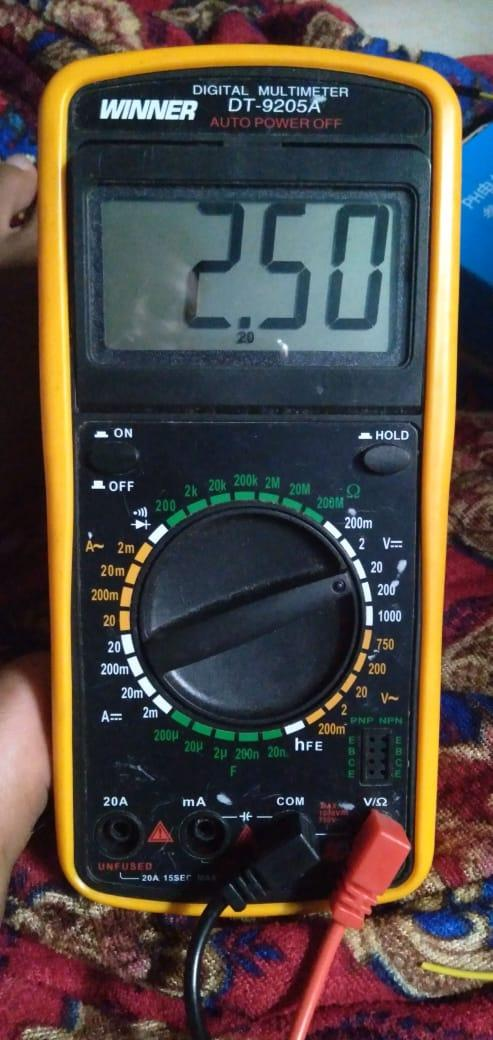 DIGITAL MULTIMETER
WINNER DT-9205A
AUTO POWER OFF
2.50
20
ON
HOLD
OFF
200 2k 20k 200k 2M 20M 200M Ω
A~ 2m
20m
200m
20
20
200m
20m
2m
A⎓
200m
2
V⎓
20
200
1000
750
200
20
V~
2
200m
hFE
200µ 20µ 2µ 200n 20n
F
PNP NPN
E E
B B
C C
E E
20A mA COM V/Ω
UNFUSED
20A 15SEC MAX